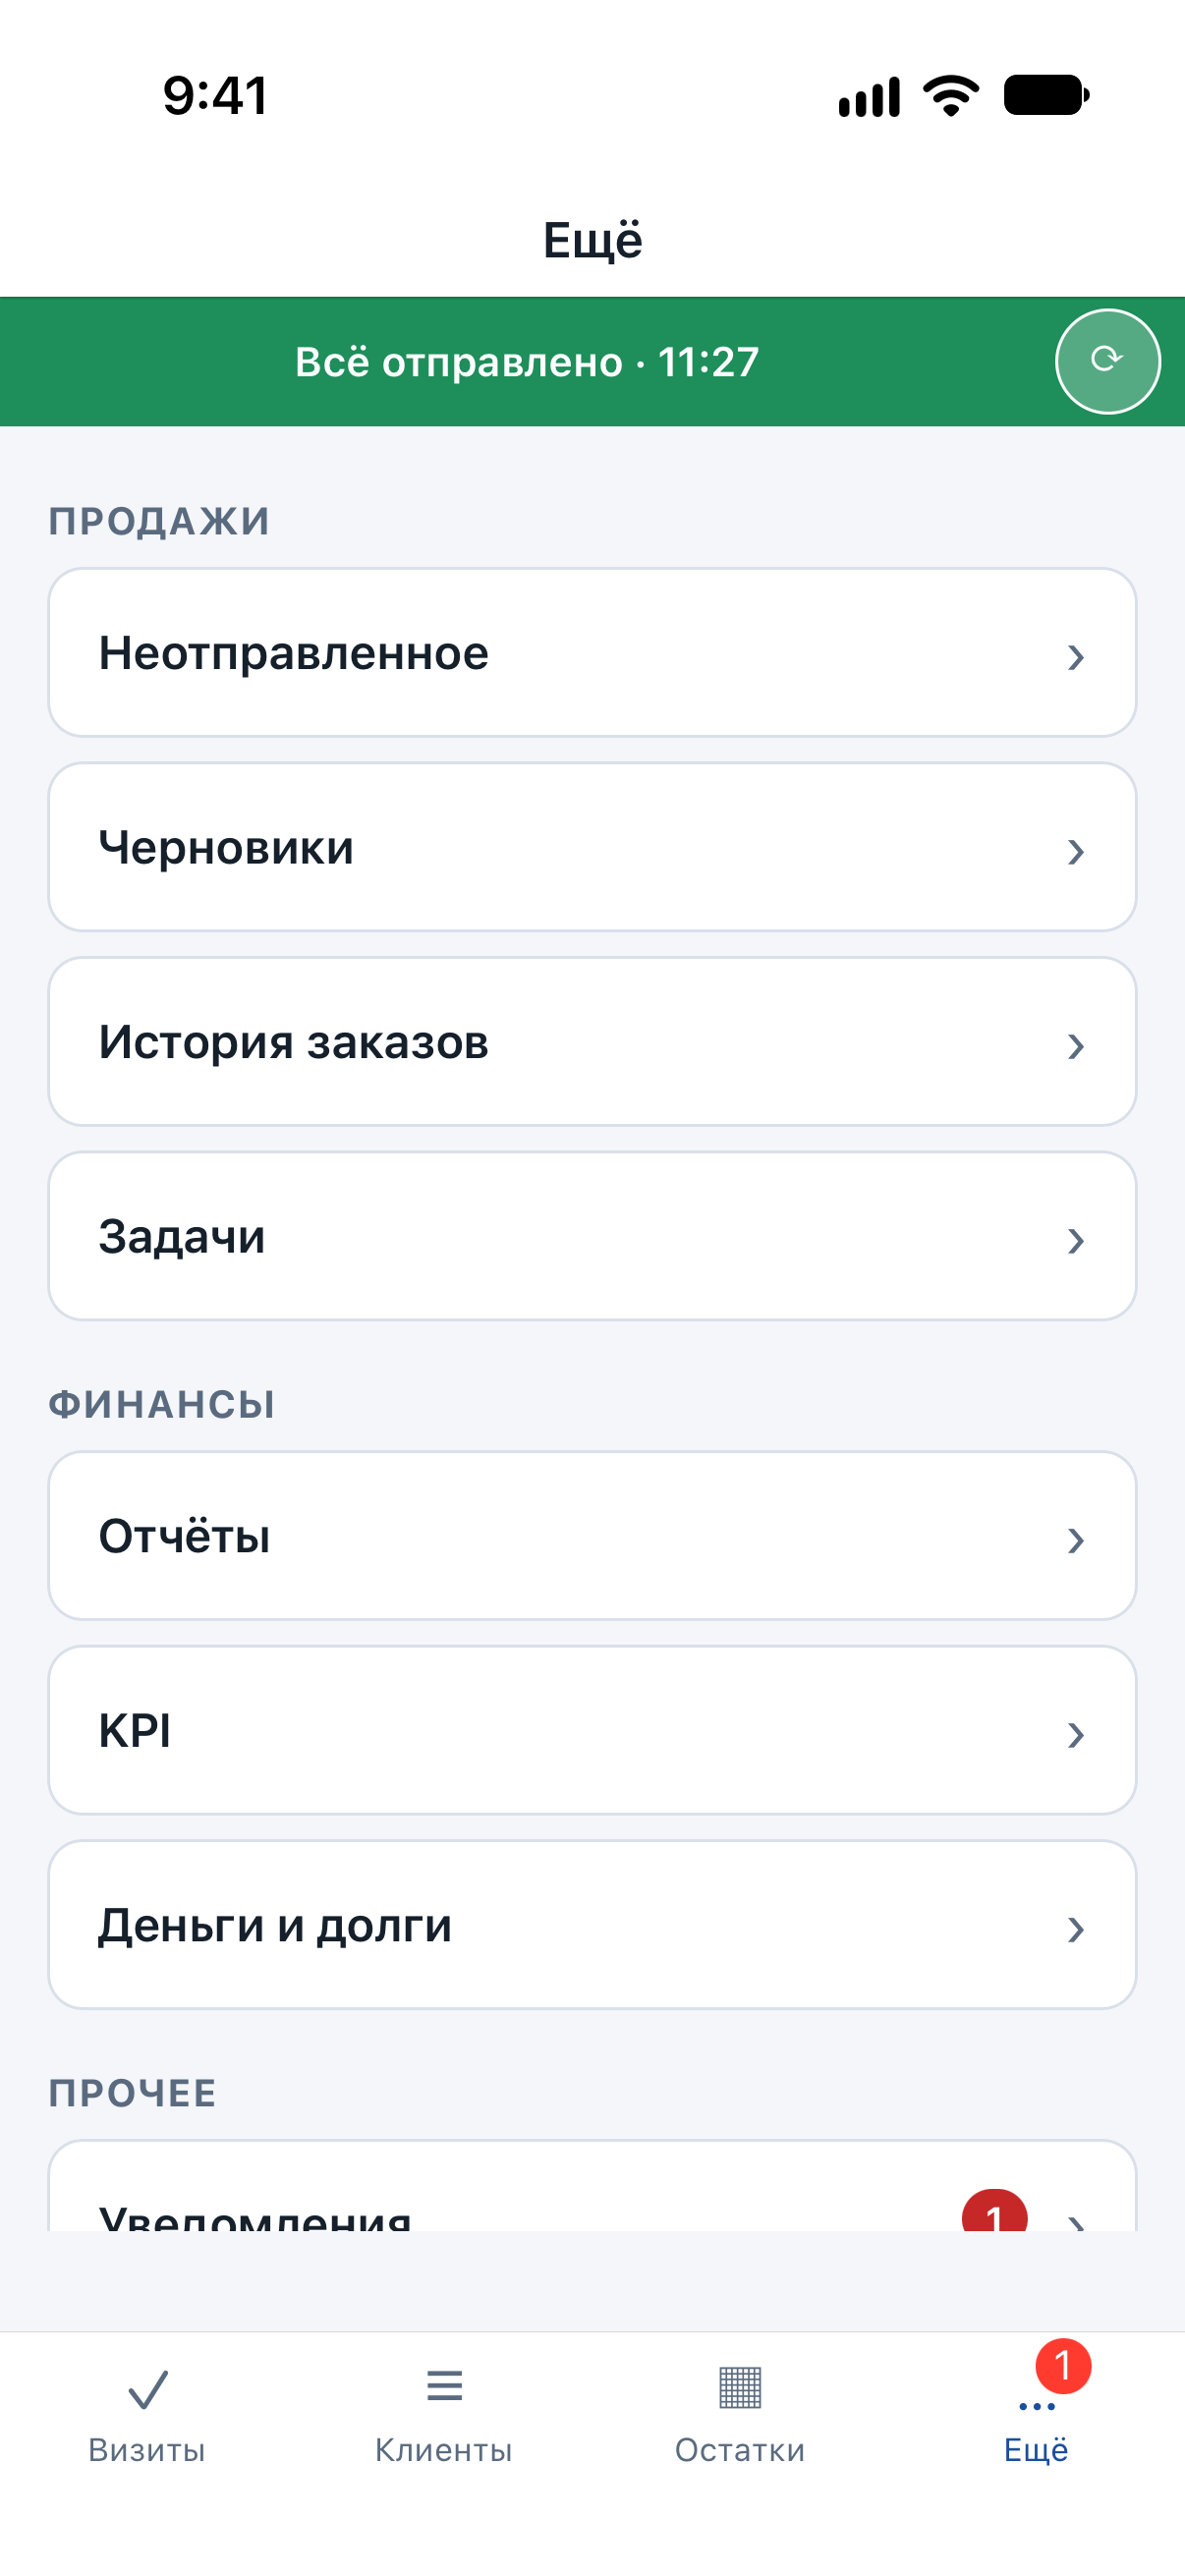 9:41
Ещё
Всё отправлено · 11:27
ПРОДАЖИ
Неотправленное
Черновики
История заказов
Задачи
ФИНАНСЫ
Отчёты
KPI
Деньги и долги
ПРОЧЕЕ
Уведомления 1
1
Визиты Клиенты Остатки Ещё